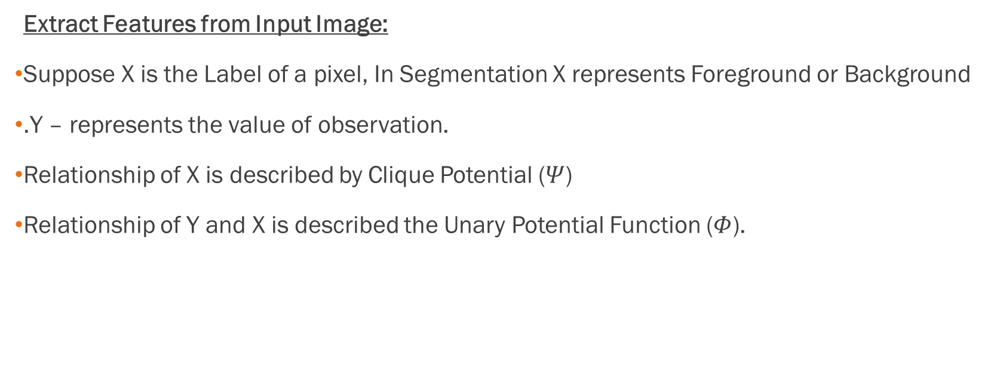 Extract Features from Input Image:
•Suppose X is the Label of a pixel, In Segmentation X represents Foreground or Background
•.Y – represents the value of observation.
•Relationship of X is described by Clique Potential (Ψ)
•Relationship of Y and X is described the Unary Potential Function (Φ).